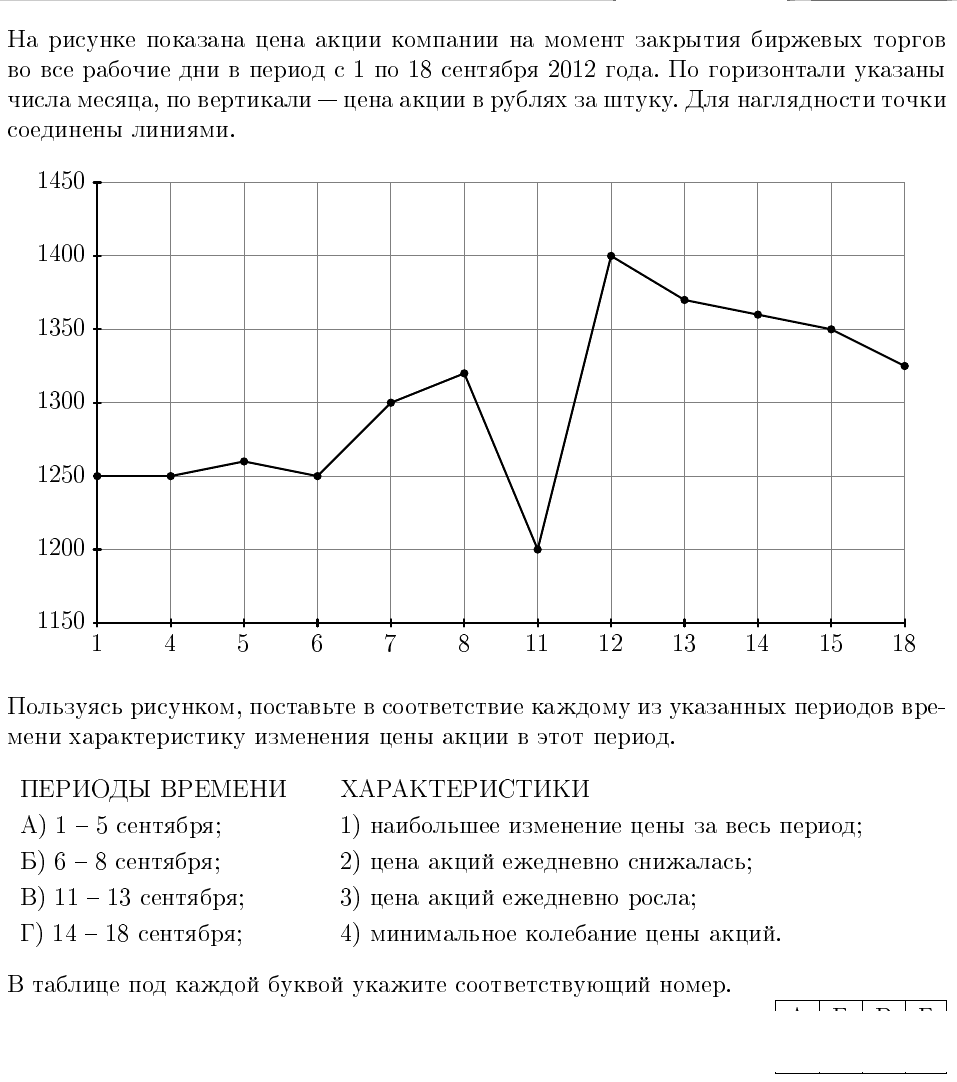 На рисунке показана цена акции компании на момент закрытия биржевых торгов
во все рабочие дни в период с 1 по 18 сентября 2012 года. По горизонтали указаны
числа месяца, по вертикали — цена акции в рублях за штуку. Для наглядности точки
соединены линиями.
1450
1400
1350
1300
1250
1200
1150
1 4 5 6 7 8 11 12 13 14 15 18
Пользуясь рисунком, поставьте в соответствие каждому из указанных периодов вре-
мени характеристику изменения цены акции в этот период.
ПЕРИОДЫ ВРЕМЕНИ ХАРАКТЕРИСТИКИ
А) 1 – 5 сентября; 1) наибольшее изменение цены за весь период;
Б) 6 – 8 сентября; 2) цена акций ежедневно снижалась;
В) 11 – 13 сентября; 3) цена акций ежедневно росла;
Г) 14 – 18 сентября; 4) минимальное колебание цены акций.
В таблице под каждой буквой укажите соответствующий номер.